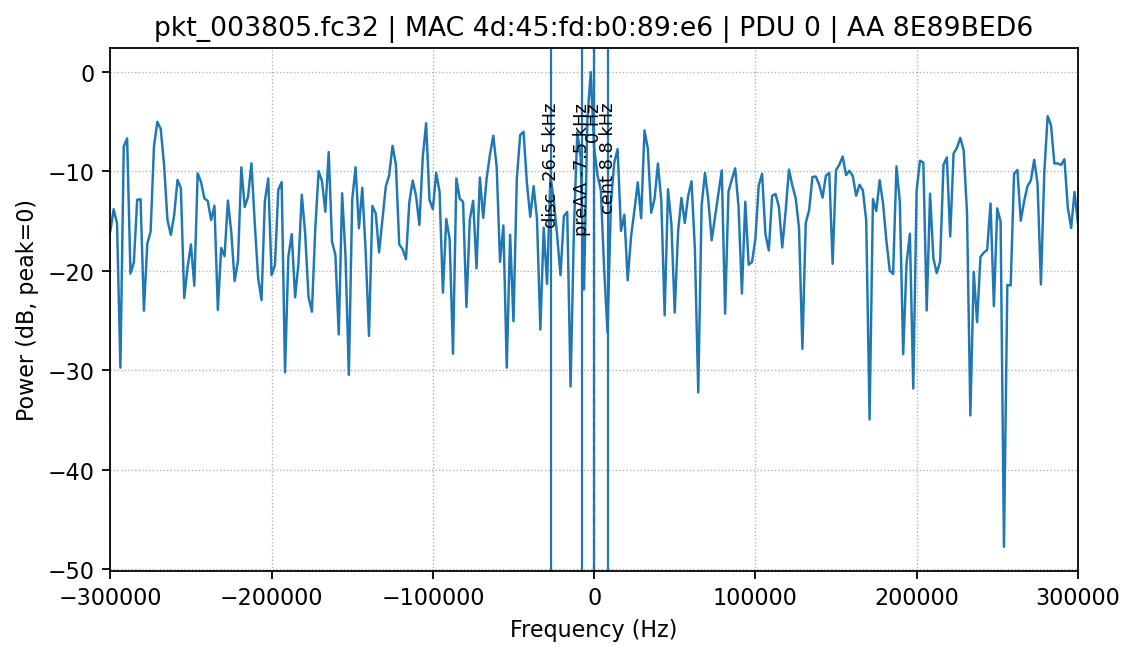 pkt_003805.fc32 | MAC 4d:45:fd:b0:89:e6 | PDU 0 | AA 8E89BED6
Power (dB, peak=0)
0
−10
−20
−30
−40
−50
disc -26.5 kHz
preAA -7.5 kHz
0 Hz
cent 8.8 kHz
−300000
−200000
−100000
0
100000
200000
300000
Frequency (Hz)